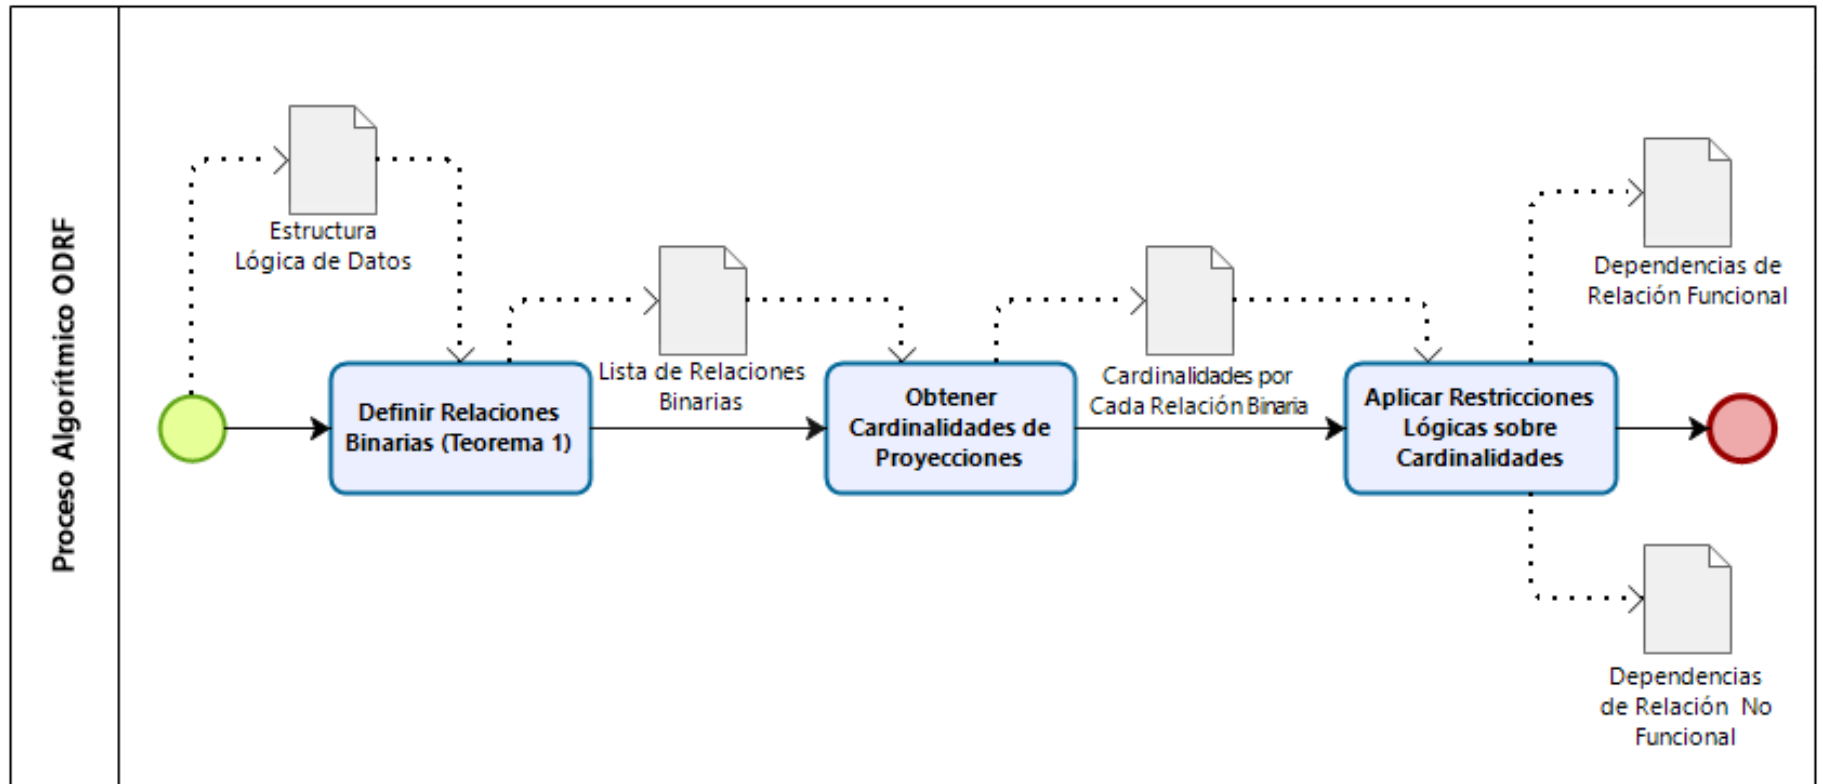 Proceso Algorítmico ODRF
Estructura
Lógica de Datos
Definir Relaciones
Binarias (Teorema 1)
Lista de Relaciones
Binarias
Obtener
Cardinalidades de
Proyecciones
Cardinalidades por
Cada Relación Binaria
Aplicar Restricciones
Lógicas sobre
Cardinalidades
Dependencias de
Relación Funcional
Dependencias
de Relación No
Funcional